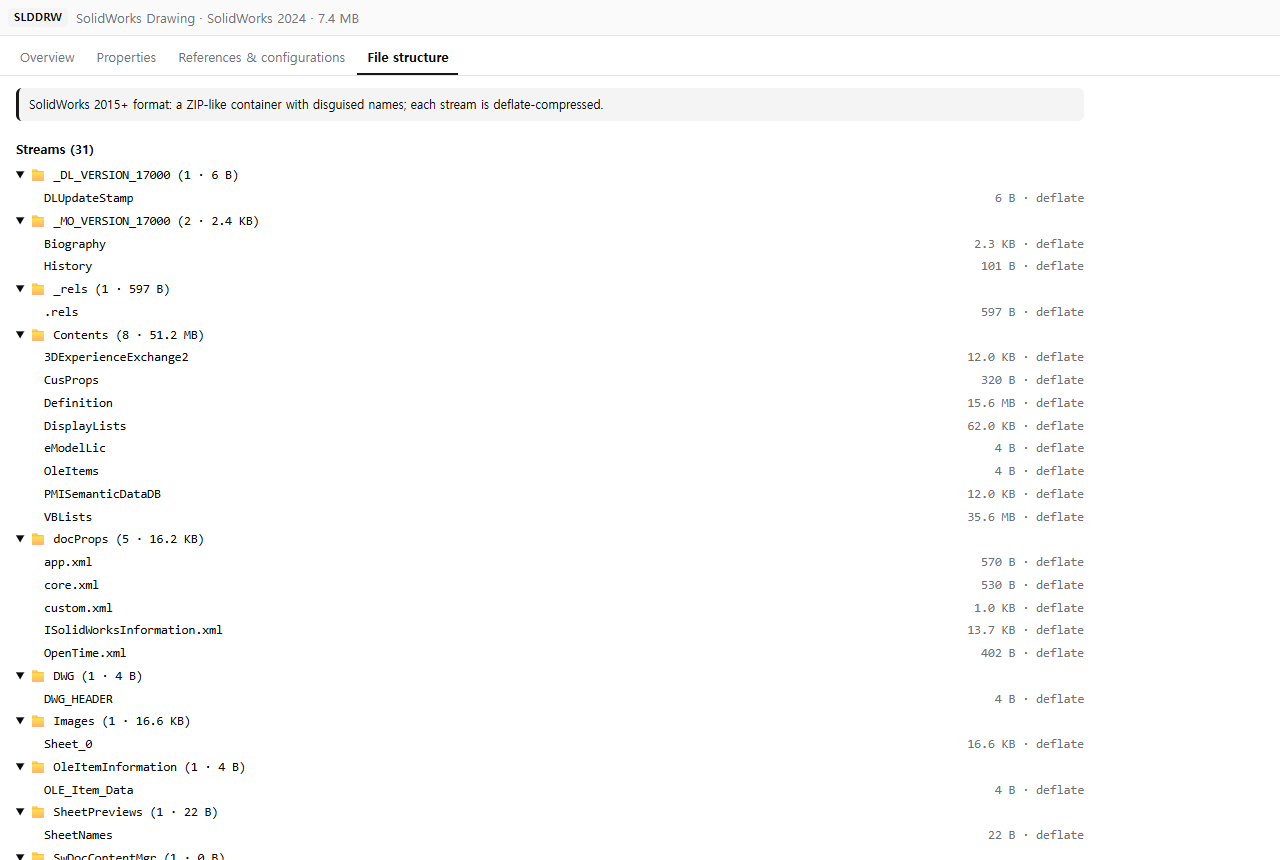 SLDDRW SolidWorks Drawing · SolidWorks 2024 · 7.4 MB
Overview Properties References & configurations File structure
SolidWorks 2015+ format: a ZIP-like container with disguised names; each stream is deflate-compressed.
Streams (31)
_DL_VERSION_17000 (1 · 6 B)
DLUpdateStamp 6 B · deflate
_MO_VERSION_17000 (2 · 2.4 KB)
Biography 2.3 KB · deflate
History 101 B · deflate
_rels (1 · 597 B)
.rels 597 B · deflate
Contents (8 · 51.2 MB)
3DExperienceExchange2 12.0 KB · deflate
CusProps 320 B · deflate
Definition 15.6 MB · deflate
DisplayLists 62.0 KB · deflate
eModelLic 4 B · deflate
OleItems 4 B · deflate
PMISemanticDataDB 12.0 KB · deflate
VBLists 35.6 MB · deflate
docProps (5 · 16.2 KB)
app.xml 570 B · deflate
core.xml 530 B · deflate
custom.xml 1.0 KB · deflate
ISolidWorksInformation.xml 13.7 KB · deflate
OpenTime.xml 402 B · deflate
DWG (1 · 4 B)
DWG_HEADER 4 B · deflate
Images (1 · 16.6 KB)
Sheet_0 16.6 KB · deflate
OleItemInformation (1 · 4 B)
OLE_Item_Data 4 B · deflate
SheetPreviews (1 · 22 B)
SheetNames 22 B · deflate
SwDocContentMgr (1 · 0 B)